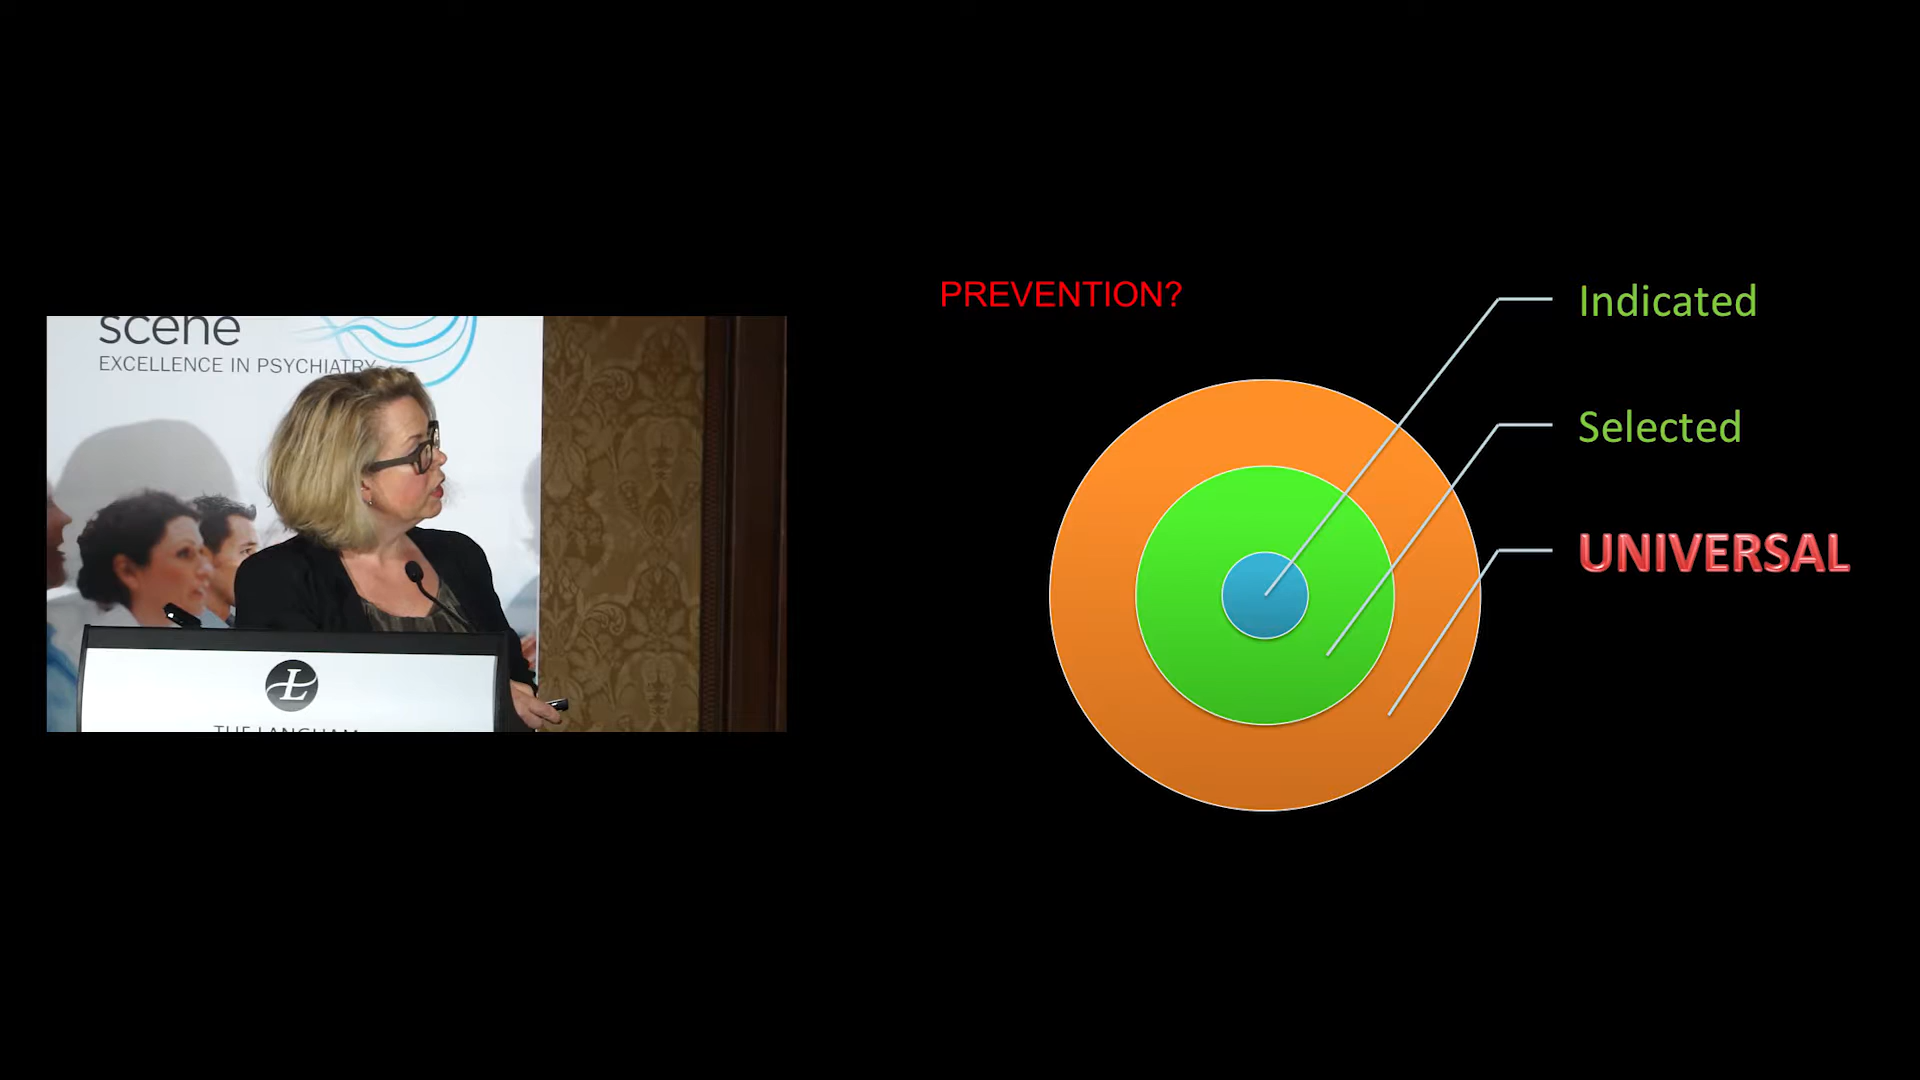 scene
EXCELLENCE IN PSYCHIATRY
L
THE LANGHAM
PREVENTION?
Indicated
Selected
UNIVERSAL